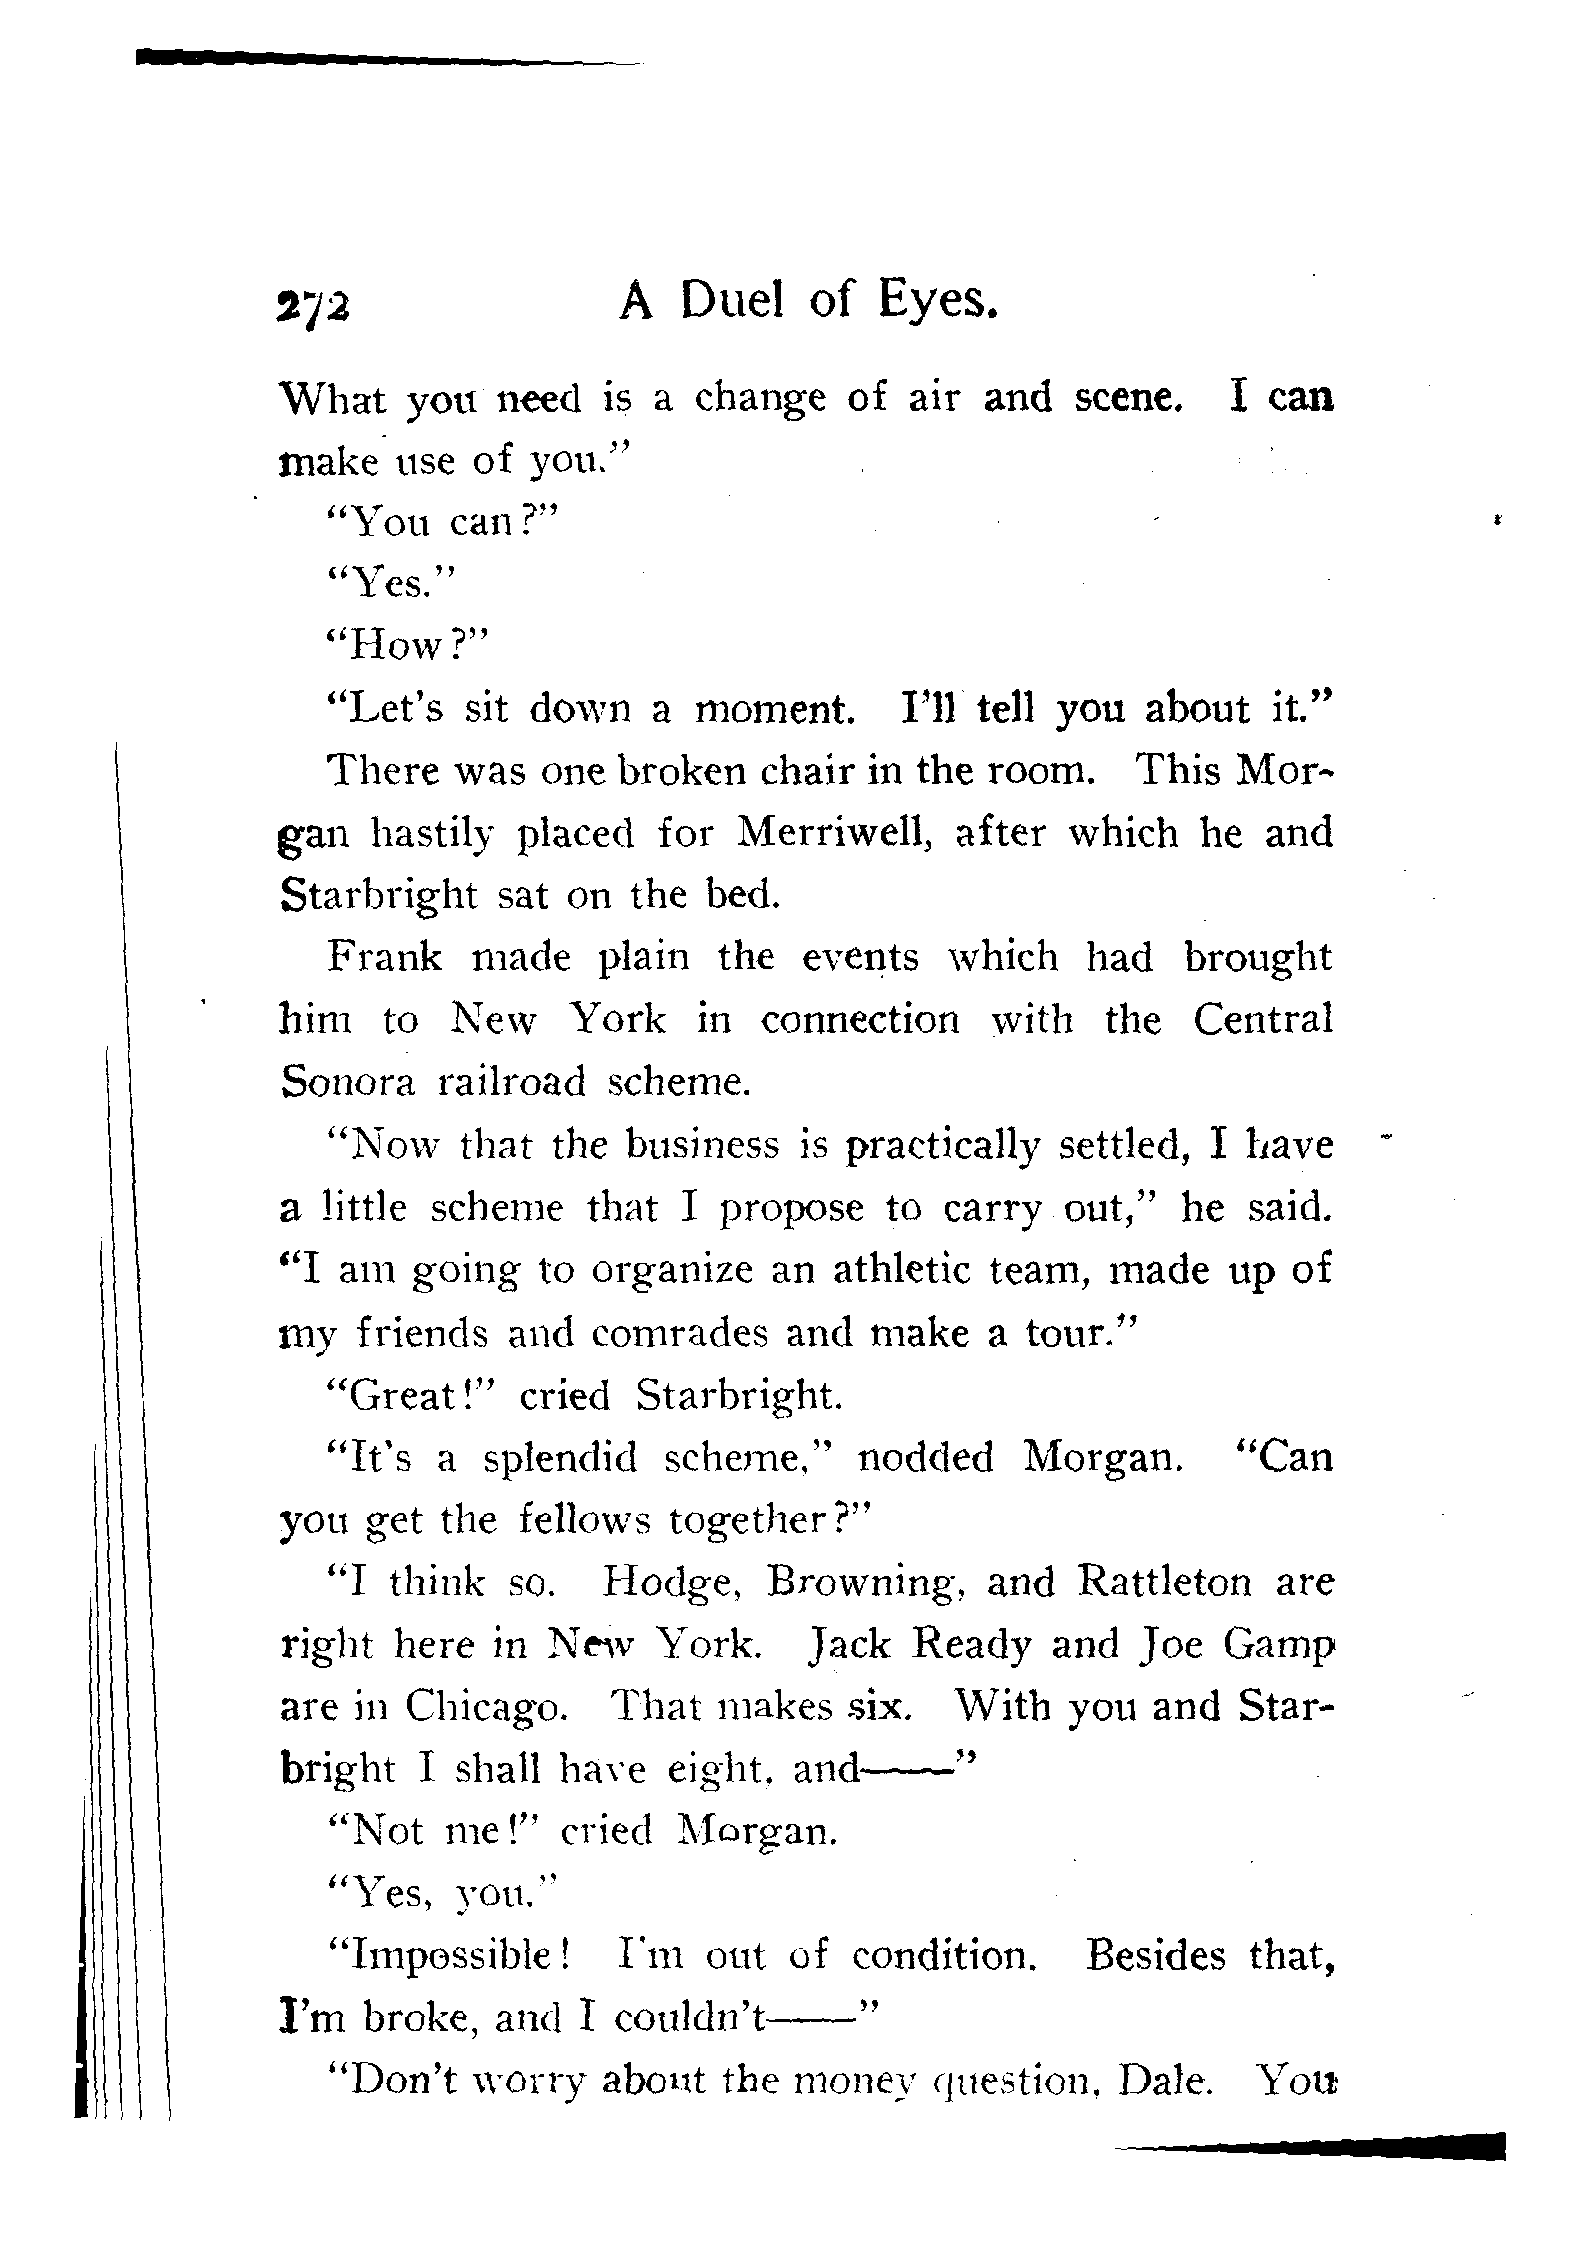 272 A Duel of Eyes.
What you need is a change of air and scene. I can
make use of you."
"You can?"
"Yes."
"How?"
"Let's sit down a moment. I'll tell you about it."
There was one broken chair in the room. This Mor-
gan hastily placed for Merriwell, after which he and
Starbright sat on the bed.
Frank made plain the events which had brought
him to New York in connection with the Central
Sonora railroad scheme.
"Now that the business is practically settled, I have
a little scheme that I propose to carry out," he said.
"I am going to organize an athletic team, made up of
my friends and comrades and make a tour."
"Great!" cried Starbright.
"It's a splendid scheme," nodded Morgan. "Can
you get the fellows together?"
"I think so. Hodge, Browning, and Rattleton are
right here in New York. Jack Ready and Joe Gamp
are in Chicago. That makes six. With you and Star-
bright I shall have eight, and——"
"Not me!" cried Morgan.
"Yes, you."
"Impossible! I'm out of condition. Besides that,
I'm broke, and I couldn't——"
"Don't worry about the money question, Dale. You